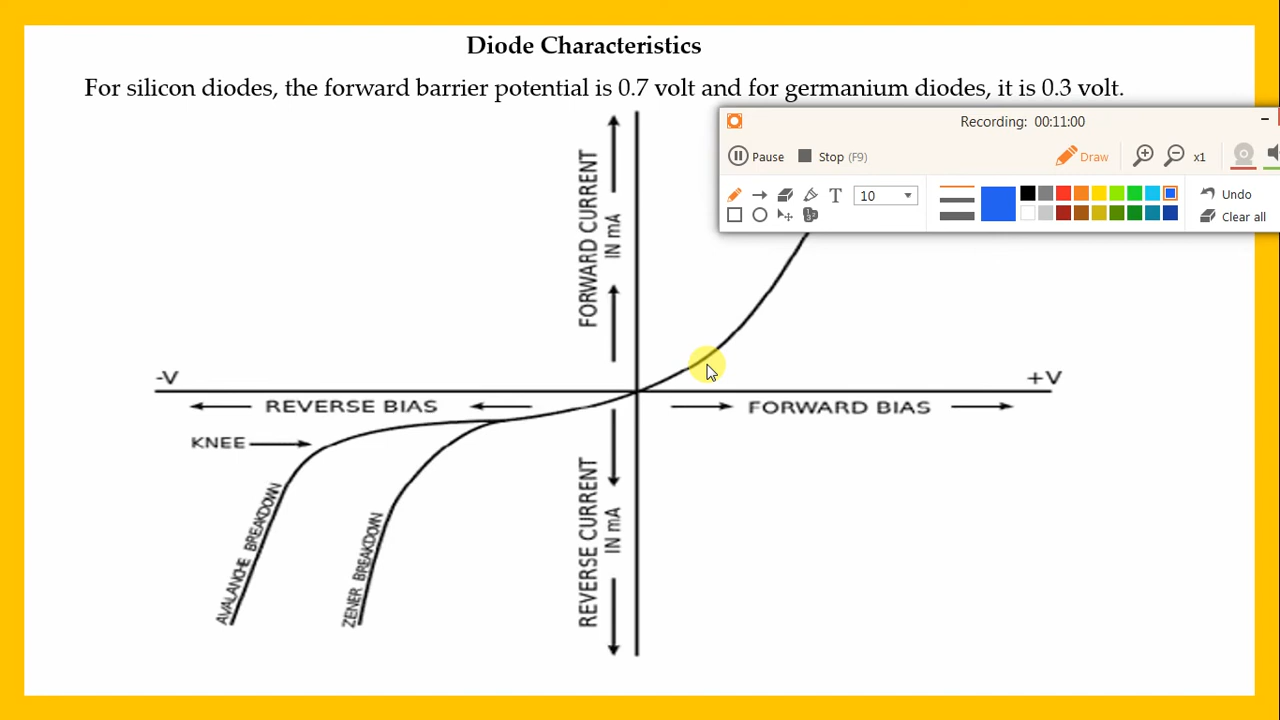 Diode Characteristics
For silicon diodes, the forward barrier potential is 0.7 volt and for germanium diodes, it is 0.3 volt.
Recording: 00:11:00
Pause
Stop (F9)
Draw
x1
T
10
Undo
Clear all
FORWARD CURRENT
IN mA
-V
+V
REVERSE BIAS
FORWARD BIAS
KNEE
AVALANCHE BREAKDOWN
ZENER BREAKDOWN
REVERSE CURRENT
IN mA